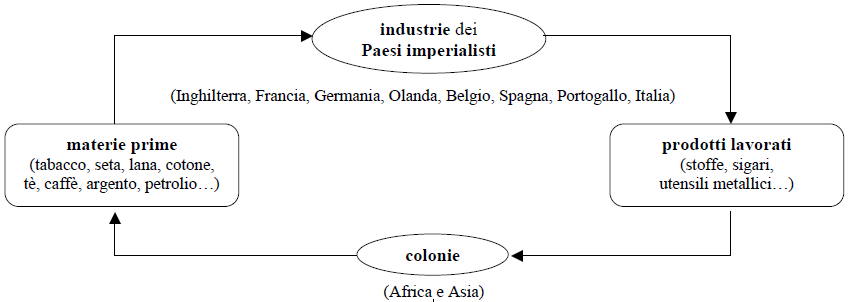 industrie dei
Paesi imperialisti
(Inghilterra, Francia, Germania, Olanda, Belgio, Spagna, Portogallo, Italia)
materie prime
(tabacco, seta, lana, cotone,
tè, caffè, argento, petrolio…)
prodotti lavorati
(stoffe, sigari,
utensili metallici…)
colonie
(Africa e Asia)